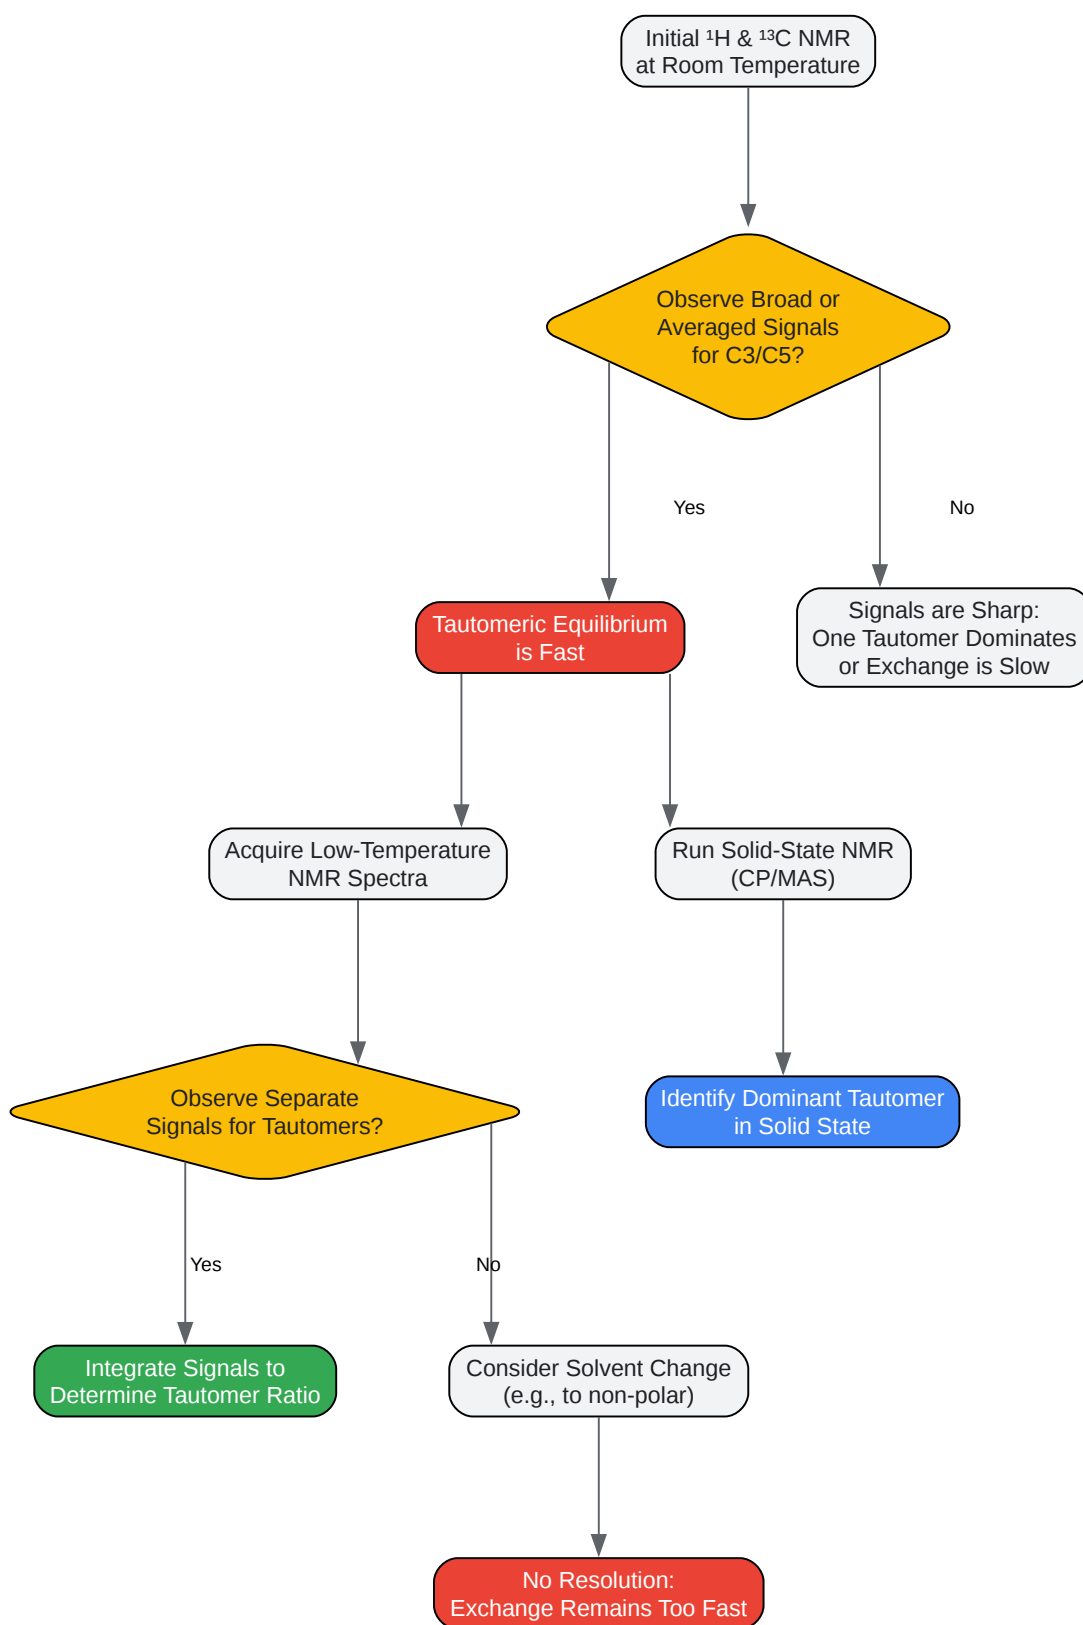 Initial ¹H & ¹³C NMR
at Room Temperature
Observe Broad or
Averaged Signals
for C3/C5?
Yes
No
Tautomeric Equilibrium
is Fast
Signals are Sharp:
One Tautomer Dominates
or Exchange is Slow
Acquire Low-Temperature
NMR Spectra
Run Solid-State NMR
(CP/MAS)
Observe Separate
Signals for Tautomers?
Identify Dominant Tautomer
in Solid State
Yes
No
Integrate Signals to
Determine Tautomer Ratio
Consider Solvent Change
(e.g., to non-polar)
No Resolution:
Exchange Remains Too Fast